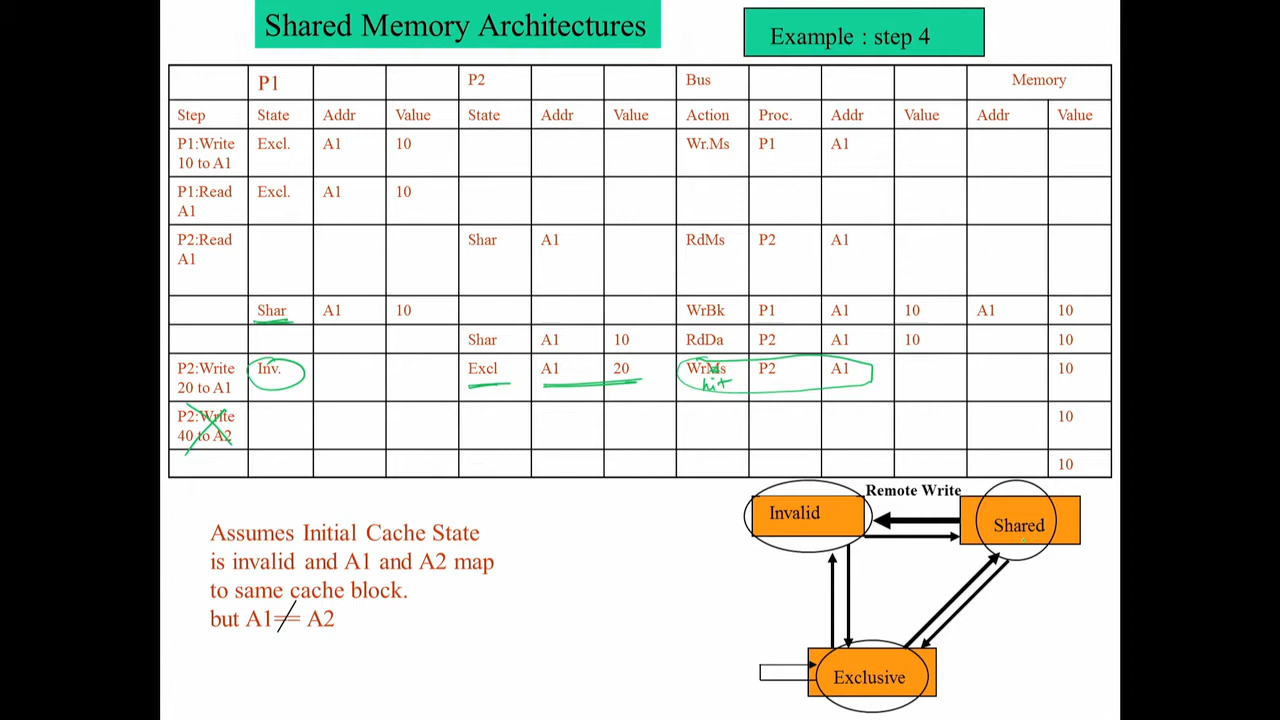 Shared Memory Architectures
Example : step 4
P1 P2 Bus Memory
Step State Addr Value State Addr Value Action Proc. Addr Value Addr Value
P1:Write Excl. A1 10 Wr.Ms P1 A1
10 to A1
P1:Read Excl. A1 10
A1
P2:Read Shar A1 RdMs P2 A1
A1
Shar A1 10 WrBk P1 A1 10 A1 10
Shar A1 10 RdDa P2 A1 10 10
P2:Write Inv. Excl A1 20 WrMs P2 A1 10
20 to A1 hit
P2:Write 10
40 to A2
10
Remote Write
Invalid
Shared
Assumes Initial Cache State
is invalid and A1 and A2 map
to same cache block.
but A1 == A2
Exclusive